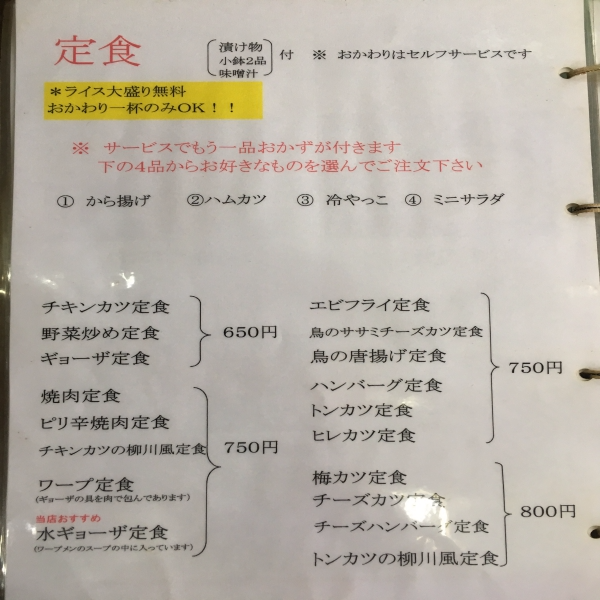 定食
漬け物
小鉢2品
味噌汁
付 ※ おかわりはセルフサービスです
＊ライス大盛り無料
おかわり一杯のみOK！！
※ サービスでもう一品おかずが付きます
下の4品からお好きなものを選んでご注文下さい
① から揚げ ②ハムカツ ③ 冷やっこ ④ ミニサラダ
チキンカツ定食
野菜炒め定食
ギョーザ定食
650円
焼肉定食
ピリ辛焼肉定食
チキンカツの柳川風定食
ワープ定食
(ギョーザの具を肉で包んであります)
当店おすすめ
水ギョーザ定食
(ワープメンのスープの中に入っています)
750円
エビフライ定食
鳥のササミチーズカツ定食
鳥の唐揚げ定食
ハンバーグ定食
トンカツ定食
ヒレカツ定食
750円
梅カツ定食
チーズカツ定食
チーズハンバーグ定食
トンカツの柳川風定食
800円